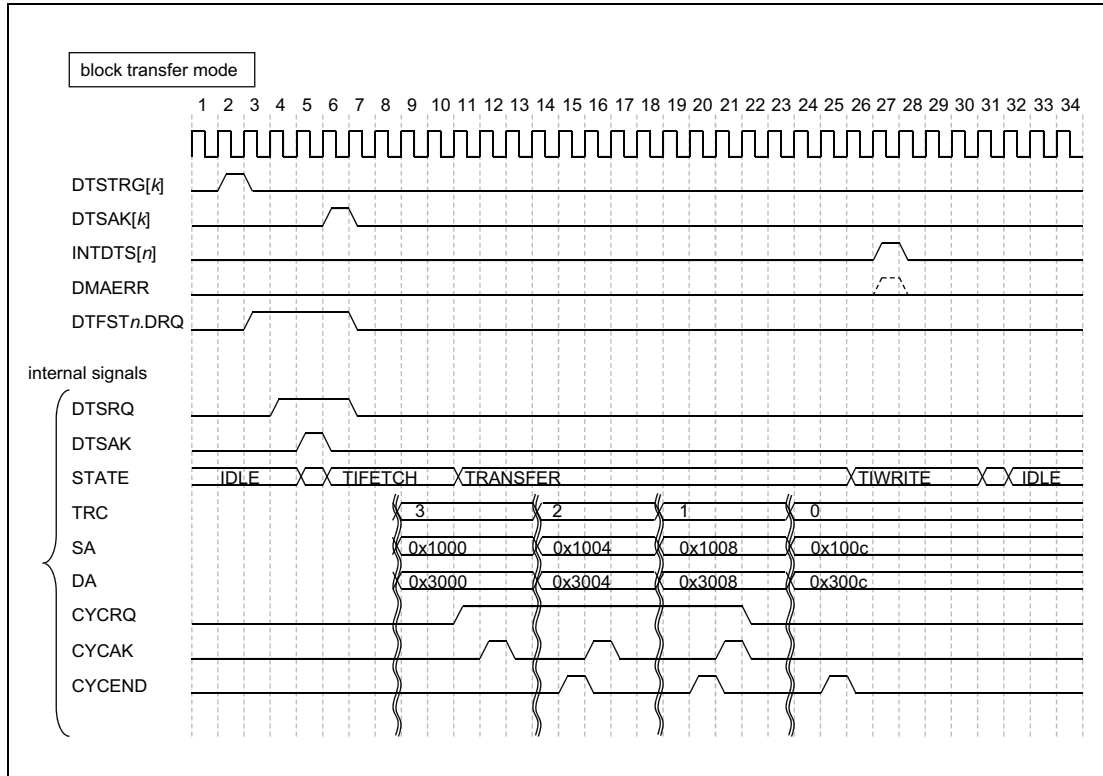 block transfer mode
1 2 3 4 5 6 7 8 9 10 11 12 13 14 15 16 17 18 19 20 21 22 23 24 25 26 27 28 29 30 31 32 33 34
DTSTRG[k]
DTSAK[k]
INTDTS[n]
DMAERR
DTFSTn.DRQ
internal signals
DTSRQ
DTSAK
STATE IDLE TIFETCH TRANSFER TIWRITE IDLE
TRC 3 2 1 0
SA 0x1000 0x1004 0x1008 0x100c
DA 0x3000 0x3004 0x3008 0x300c
CYCRQ
CYCAK
CYCEND